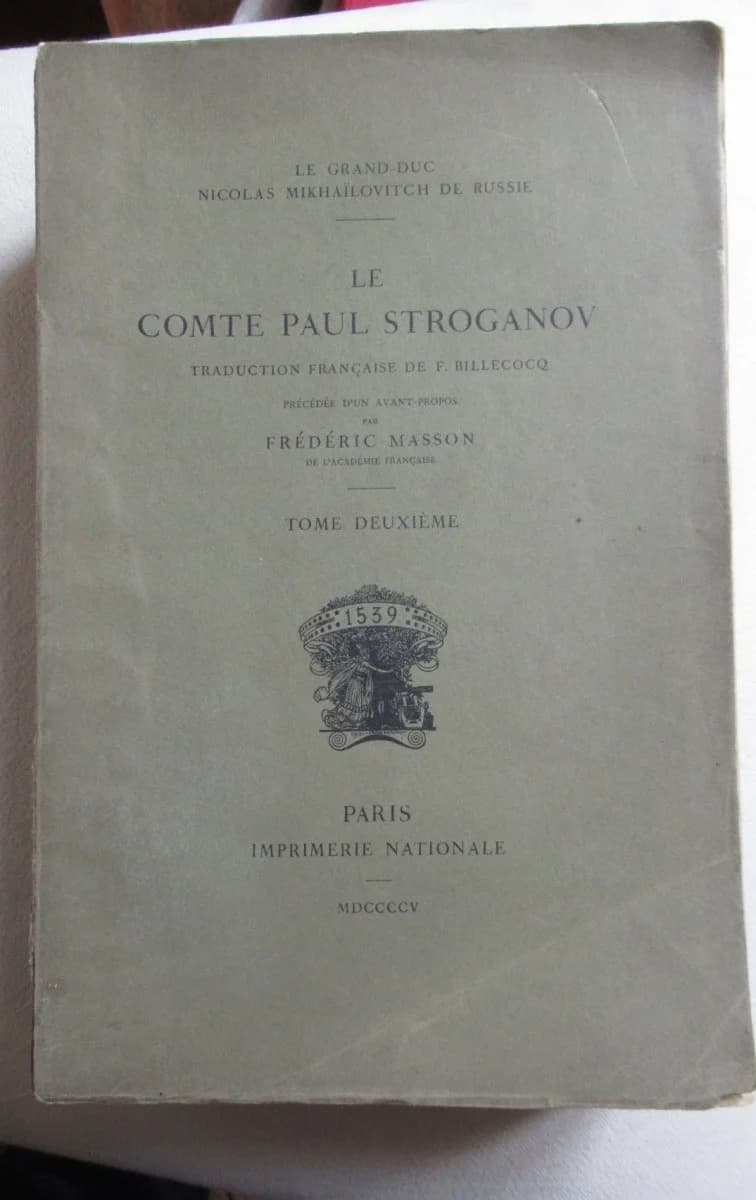 LE GRAND-DUC
NICOLAS MIKHAÏLOVITCH DE RUSSIE
LE
COMTE PAUL STROGANOV
TRADUCTION FRANÇAISE DE F. BILLECOCQ
PRÉCÉDÉE D'UN AVANT-PROPOS
PAR
FRÉDÉRIC MASSON
DE L'ACADÉMIE FRANÇAISE
TOME DEUXIÈME
1539
PARIS
IMPRIMERIE NATIONALE
MDCCCCV